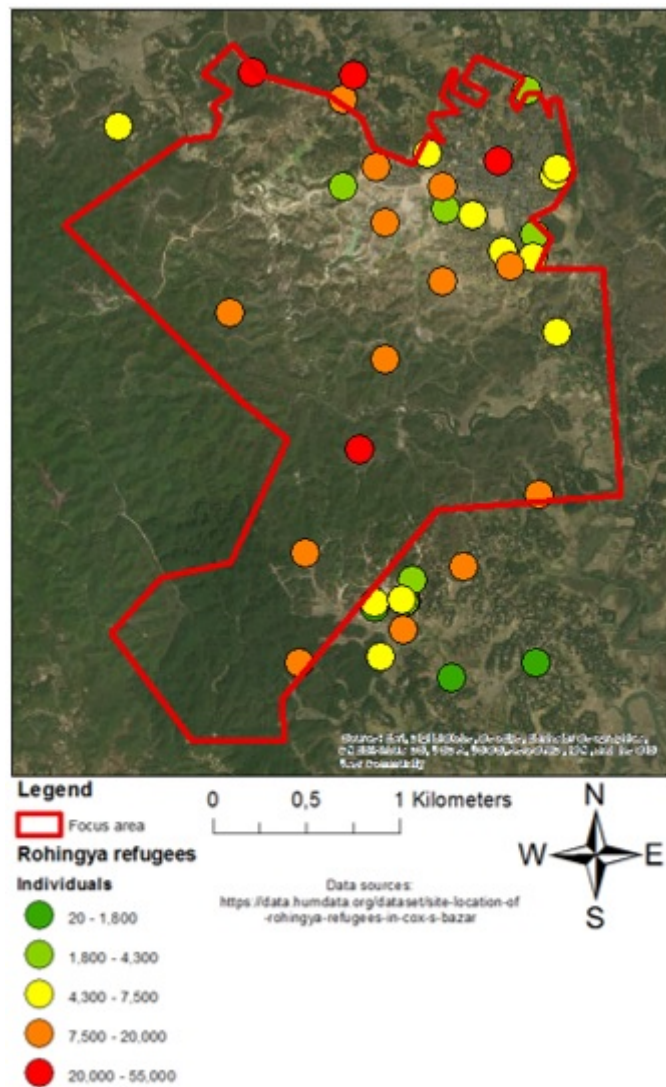 Legend
Focus area
Rohingya refugees
Individuals
20 - 1,800
1,800 - 4,300
4,300 - 7,500
7,500 - 20,000
20,000 - 55,000
0 0,5 1 Kilometers
Data sources:
https://data.humdata.org/dataset/site-location-of
-rohingya-refugees-in-cox-s-bazar
N
W E
S